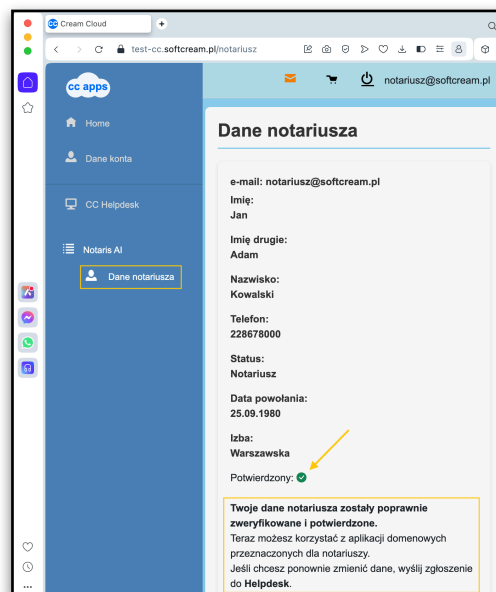 Cream Cloud
test-cc.softcream.pl/notariusz
cc apps
notariusz@softcream.pl
Home
Dane konta
CC Helpdesk
Notaris AI
Dane notariusza
Dane notariusza
e-mail: notariusz@softcream.pl
Imię:
Jan
Imię drugie:
Adam
Nazwisko:
Kowalski
Telefon:
228678000
Status:
Notariusz
Data powołania:
25.09.1980
Izba:
Warszawska
Potwierdzony:
Twoje dane notariusza zostały poprawnie
zweryfikowane i potwierdzone.
Teraz możesz korzystać z aplikacji domenowych
przeznaczonych dla notariuszy.
Jeśli chcesz ponownie zmienić dane, wyślij zgłoszenie
do Helpdesk.